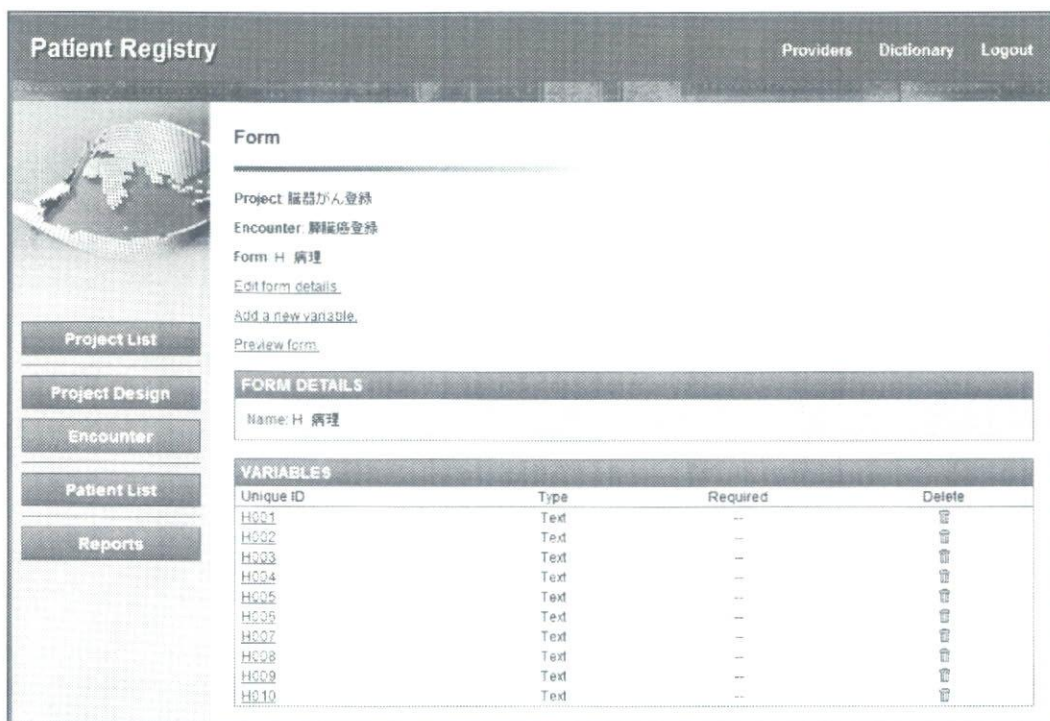 Patient Registry
Providers Dictionary Logout
Form
Project 臓器がん登録
Encounter: 膵臓癌登録
Form H 病理
Edit form details.
Add a new variable.
Preview form.
Project List
Project Design
Encounter
Patient List
Reports
FORM DETAILS
Name: H 病理
VARIABLES
Unique ID Type Required Delete
H001 Text --
H002 Text --
H003 Text --
H004 Text --
H005 Text --
H006 Text --
H007 Text --
H008 Text --
H009 Text --
H010 Text --